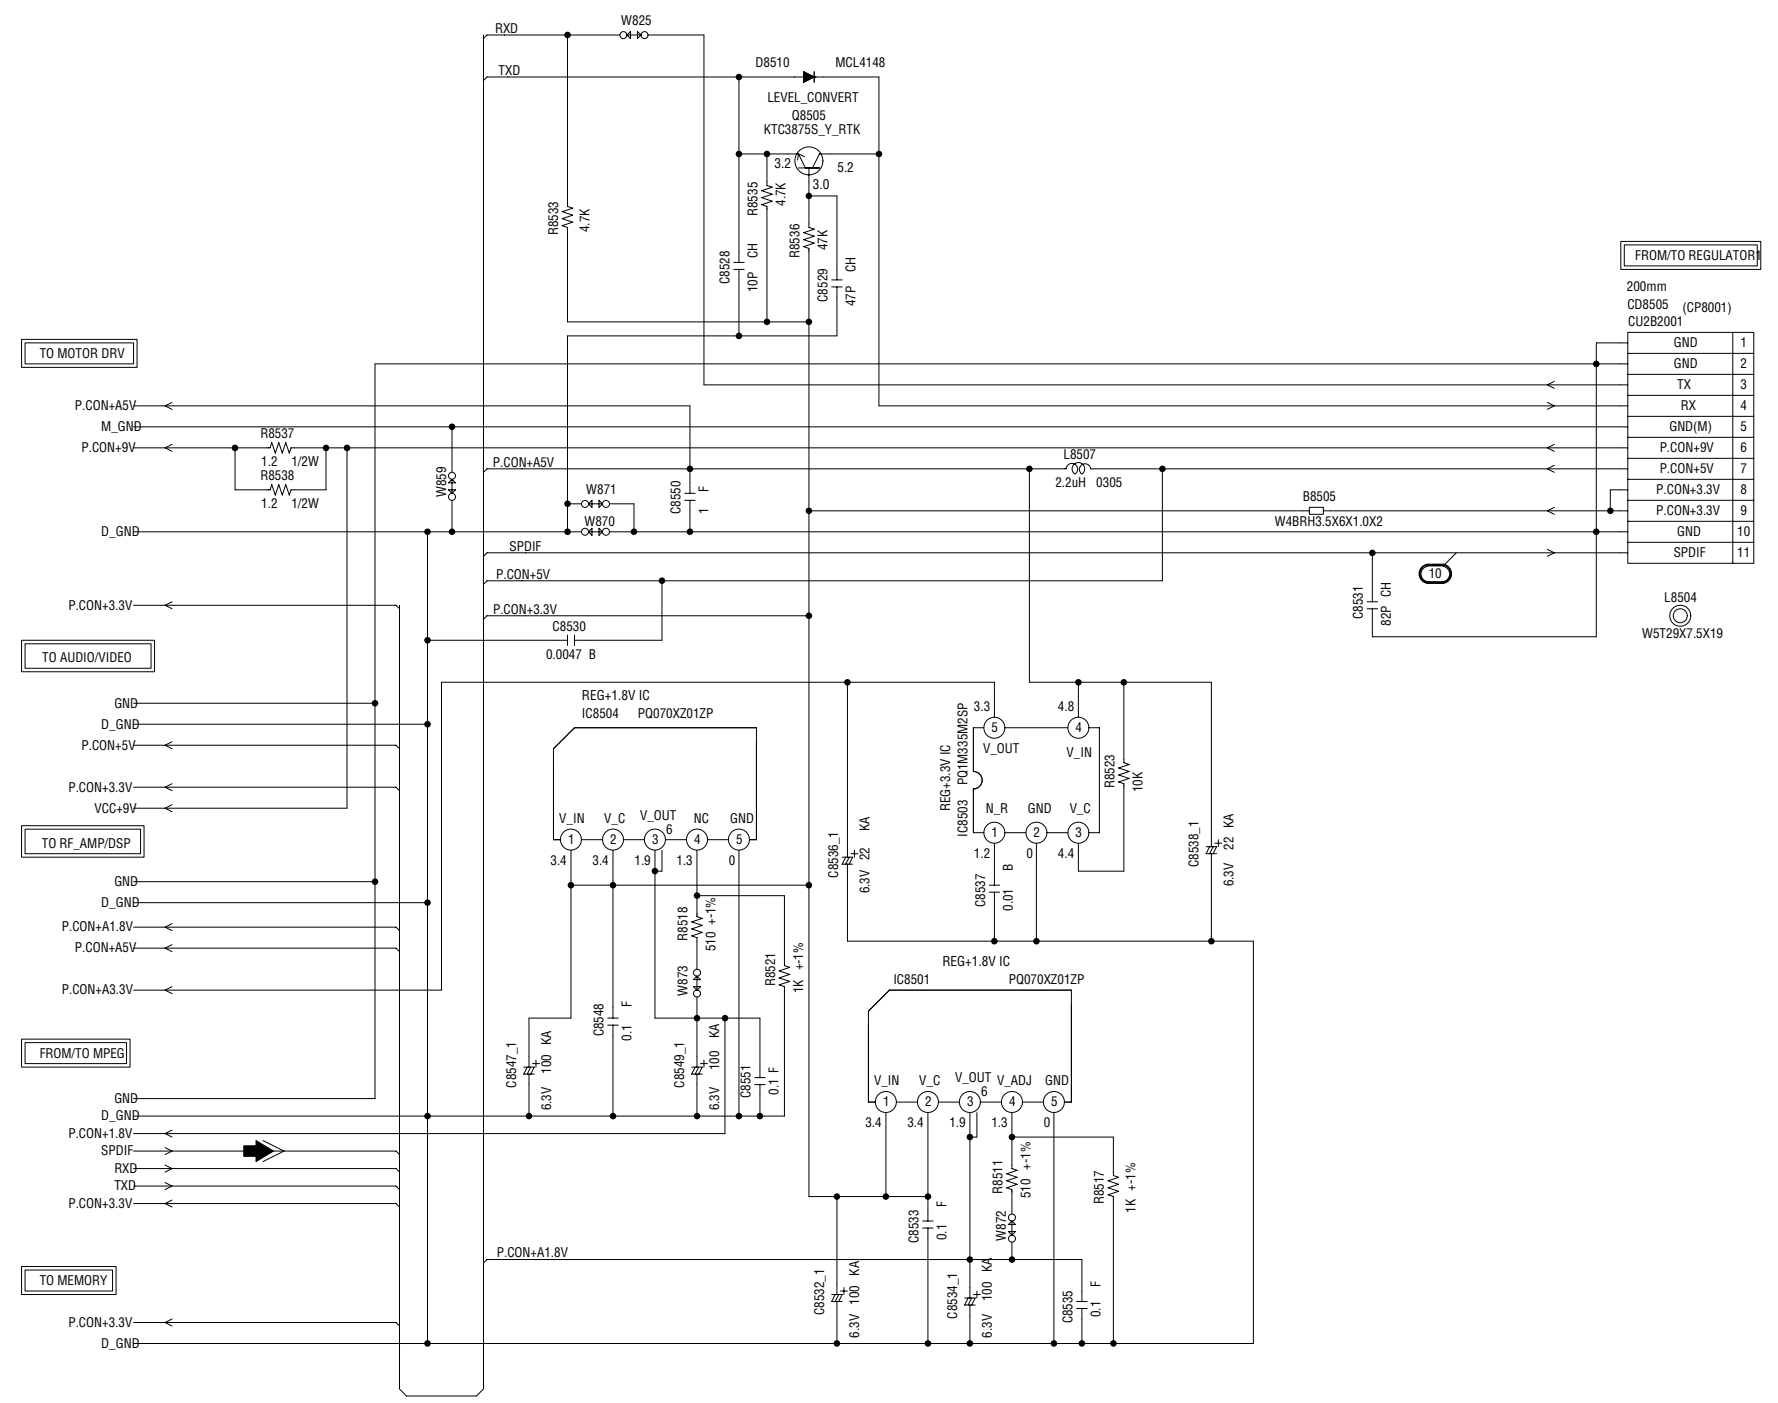 RXD
W825
TXD
D8510 MCL4148
LEVEL_CONVERT
Q8505
KTC3875S_Y_RTK
3.2
5.2
3.0
R8533
4.7K
R8535
4.7K
R8536
47K
C8528
10P CH
C8529
47P CH
FROM/TO REGULATOR1
200mm
CD8505 (CP8001)
CU2B2001
GND 1
GND 2
TX 3
RX 4
GND(M) 5
P.CON+9V 6
P.CON+5V 7
P.CON+3.3V 8
P.CON+3.3V 9
GND 10
SPDIF 11
L8504
W5T29X7.5X19
TO MOTOR DRV
P.CON+A5V
M_GND
P.CON+9V
R8537
1.2 1/2W
R8538
1.2 1/2W
D_GND
W859
P.CON+A5V
W871
W870
C8550
1 F
L8507
2.2uH 0305
B8505
W4BRH3.5X6X1.0X2
SPDIF
10
C8531
82P CH
P.CON+5V
P.CON+3.3V
C8530
0.0047 B
P.CON+3.3V
TO AUDIO/VIDEO
GND
D_GND
P.CON+5V
P.CON+3.3V
VCC+9V
REG+1.8V IC
IC8504 PQ070XZ01ZP
V_IN
V_C
V_OUT
6
NC
GND
1
2
3
4
5
3.4
3.4
1.9
1.3
0
R8518
510 +-1%
W873
R8521
1K +-1%
C8547_1
6.3V 100 KA
C8548
0.1 F
C8549_1
6.3V 100 KA
C8551
0.1 F
REG+3.3V IC
IC8503 PQ1M335M2SP
3.3
5
V_OUT
4.8
4
V_IN
N_R
GND
V_C
1
2
3
1.2
0
4.4
R8523
10K
C8536_1
6.3V 22 KA
C8537
0.01 B
C8538_1
6.3V 22 KA
TO RF_AMP/DSP
GND
D_GND
P.CON+A1.8V
P.CON+A5V
P.CON+A3.3V
REG+1.8V IC
IC8501 PQ070XZ01ZP
V_IN
V_C
V_OUT
6
V_ADJ
GND
1
2
3
4
5
3.4
3.4
1.9
1.3
0
R8511
510 +-1%
W872
R8517
1K +-1%
C8533
0.1 F
C8532_1
6.3V 100 KA
C8534_1
6.3V 100 KA
C8535
0.1 F
P.CON+A1.8V
FROM/TO MPEG
GND
D_GND
P.CON+1.8V
SPDIF
RXD
TXD
P.CON+3.3V
TO MEMORY
P.CON+3.3V
D_GND